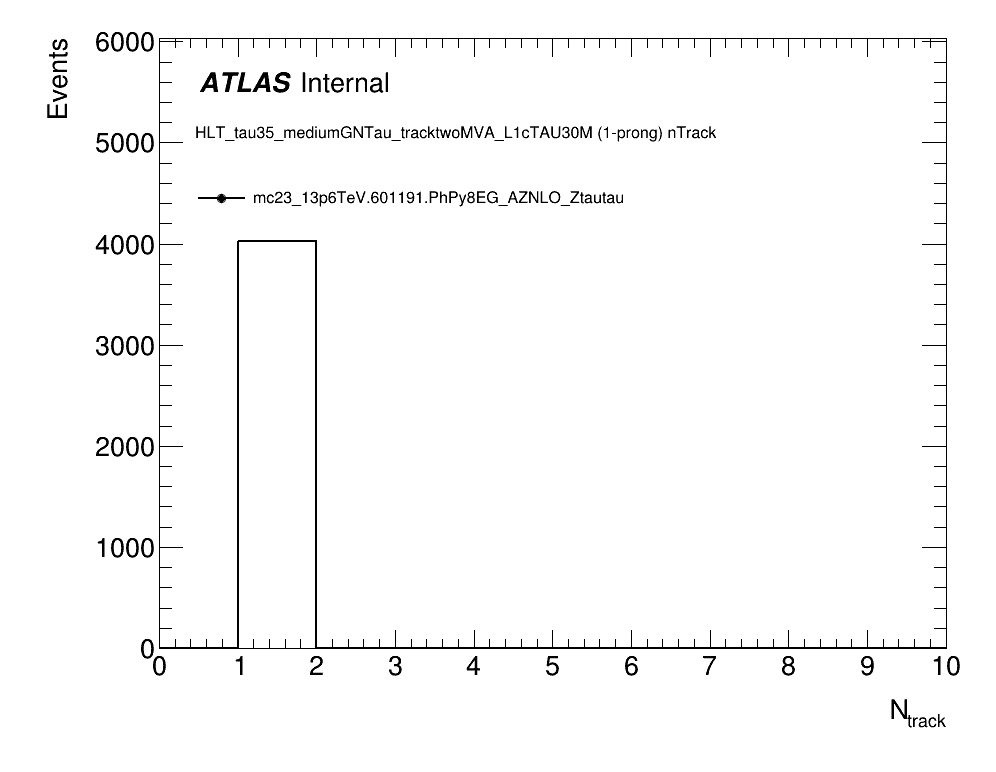 Events
6000
5000
4000
3000
2000
1000
0
ATLAS Internal
HLT_tau35_mediumGNTau_tracktwoMVA_L1cTAU30M (1-prong) nTrack
mc23_13p6TeV.601191.PhPy8EG_AZNLO_Ztautau
0 1 2 3 4 5 6 7 8 9 10
Ntrack